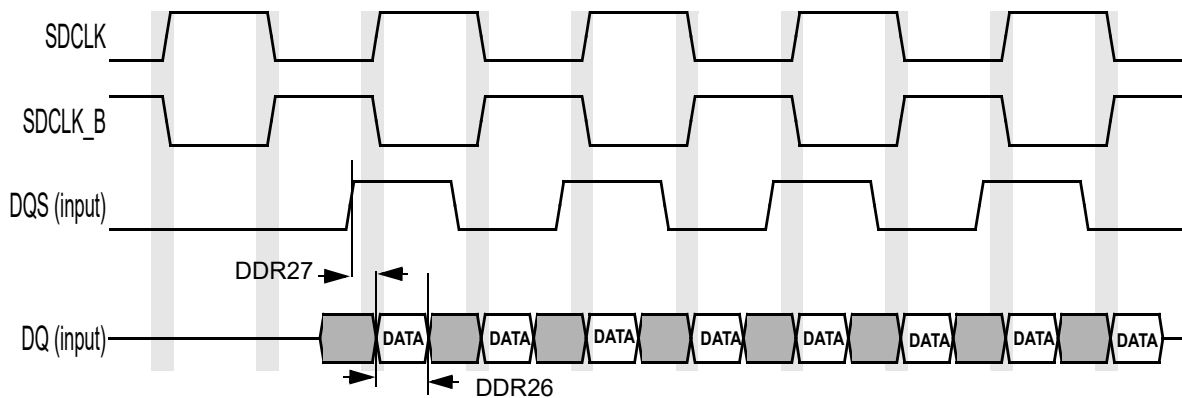 SDCLK
SDCLK_B
DQS (input)
DDR27
DQ (input)
DATA DATA DATA DATA DATA DATA DATA DATA
DDR26